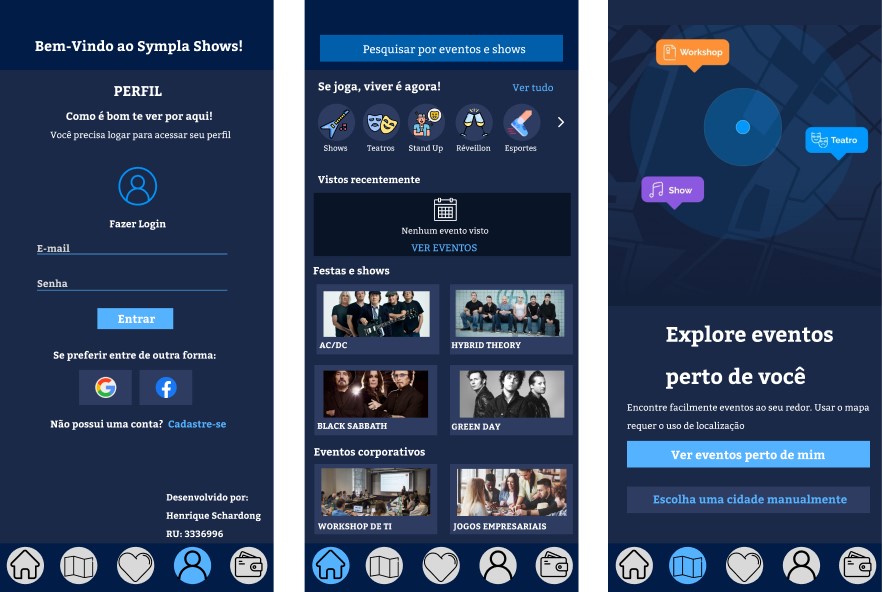 Bem-Vindo ao Sympla Shows!
PERFIL
Como é bom te ver por aqui!
Você precisa logar para acessar seu perfil
Fazer Login
E-mail
Senha
Entrar
Se preferir entre de outra forma:
Não possui uma conta? Cadastre-se
Desenvolvido por:
Henrique Schardong
RU: 3336996
Pesquisar por eventos e shows
Se joga, viver é agora! Ver tudo
Shows Teatros Stand Up Réveillon Esportes
Vistos recentemente
Nenhum evento visto
VER EVENTOS
Festas e shows
AC/DC HYBRID THEORY
BLACK SABBATH GREEN DAY
Eventos corporativos
WORKSHOP DE TI JOGOS EMPRESARIAIS
Workshop
Teatro
Show
Explore eventos
perto de você
Encontre facilmente eventos ao seu redor. Usar o mapa
requer o uso de localização
Ver eventos perto de mim
Escolha uma cidade manualmente